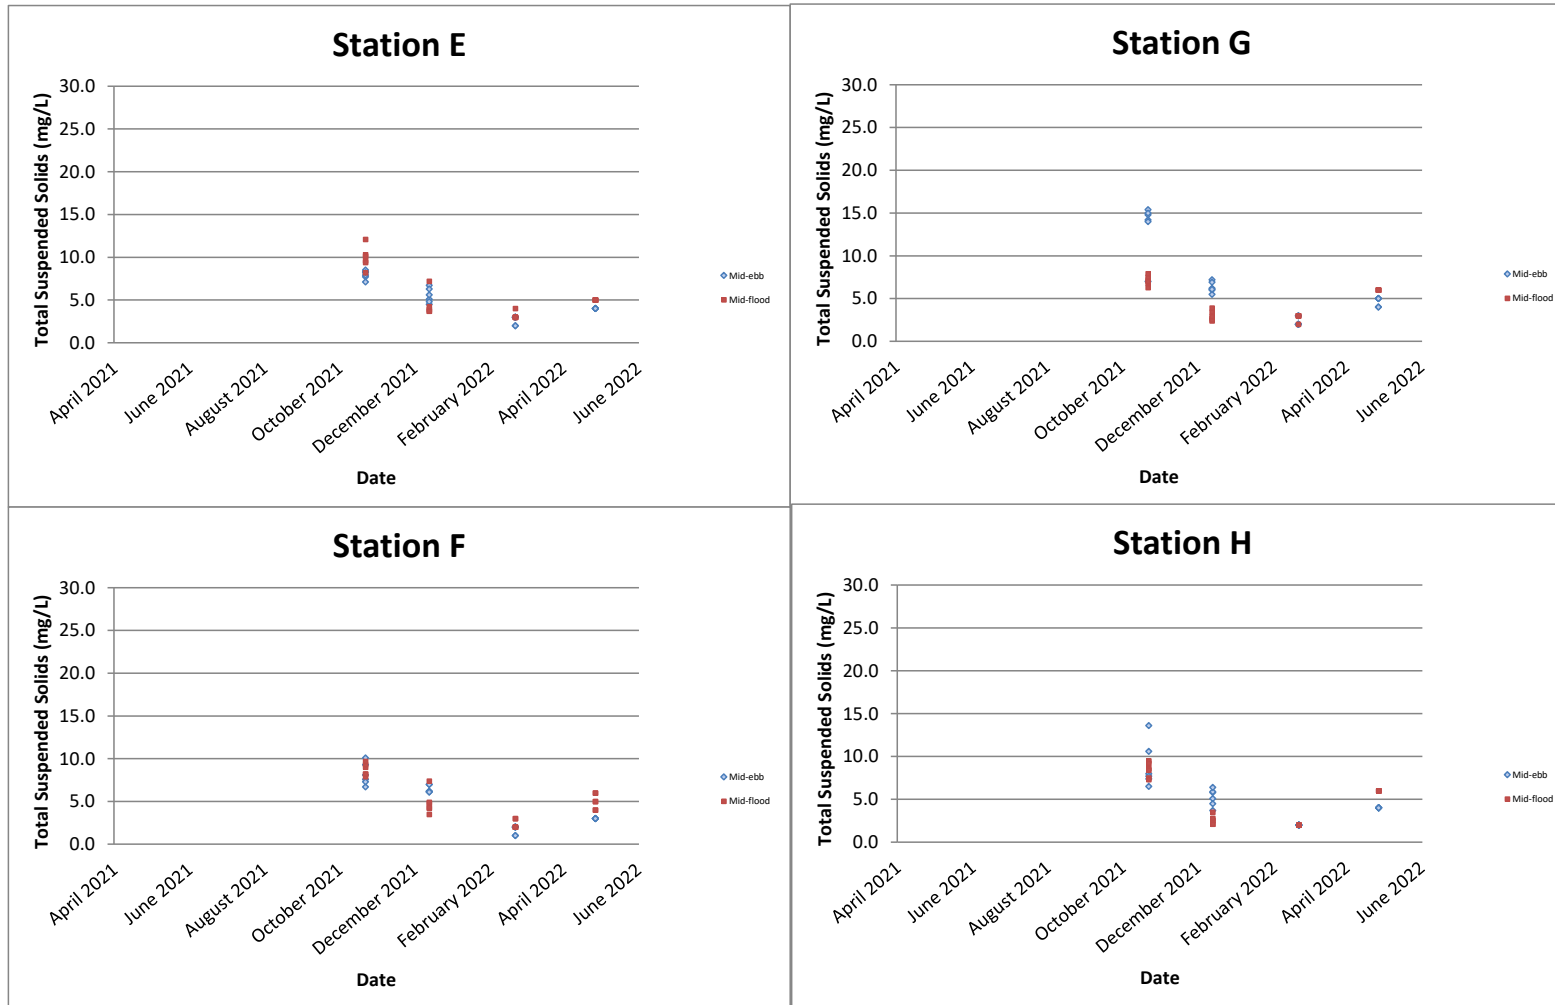 Station E
Total Suspended Solids (mg/L)
30.0
25.0
20.0
15.0
10.0
5.0
0.0
April 2021
June 2021
August 2021
October 2021
December 2021
February 2022
April 2022
June 2022
Date
Mid-ebb
Mid-flood
Station G
Total Suspended Solids (mg/L)
30.0
25.0
20.0
15.0
10.0
5.0
0.0
April 2021
June 2021
August 2021
October 2021
December 2021
February 2022
April 2022
June 2022
Date
Mid-ebb
Mid-flood
Station F
Total Suspended Solids (mg/L)
30.0
25.0
20.0
15.0
10.0
5.0
0.0
April 2021
June 2021
August 2021
October 2021
December 2021
February 2022
April 2022
June 2022
Date
Mid-ebb
Mid-flood
Station H
Total Suspended Solids (mg/L)
30.0
25.0
20.0
15.0
10.0
5.0
0.0
April 2021
June 2021
August 2021
October 2021
December 2021
February 2022
April 2022
June 2022
Date
Mid-ebb
Mid-flood